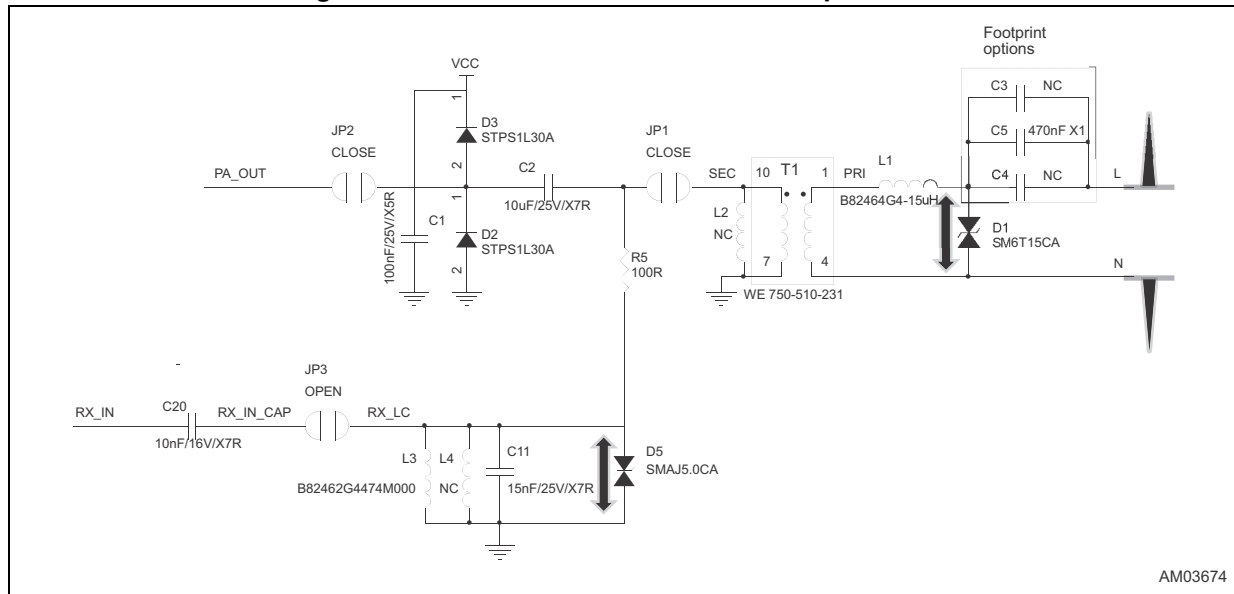 Footprint
options
VCC
C3 NC
1
D3
STPS1L30A
JP2
CLOSE
2
C2
JP1
CLOSE
C5 470nF X1
PA_OUT
SEC
10
T1
1
PRI
L1
C4 NC
L
1
10uF/25V/X7R
B82464G4-15uH
100nF/25V/X5R
C1
D2
STPS1L30A
L2
NC
D1
SM6T15CA
2
R5
100R
7
4
N
WE 750-510-231
JP3
OPEN
RX_IN
C20
RX_IN_CAP
RX_LC
10nF/16V/X7R
L3
L4
C11
D5
SMAJ5.0CA
B82462G4474M000
NC
15nF/25V/X7R
AM03674